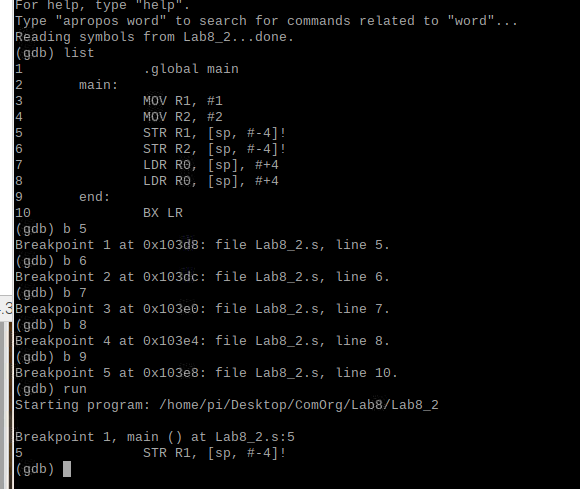 For help, type "help".
Type "apropos word" to search for commands related to "word"...
Reading symbols from Lab8_2...done.
(gdb) list
1 .global main
2 main:
3 MOV R1, #1
4 MOV R2, #2
5 STR R1, [sp, #-4]!
6 STR R2, [sp, #-4]!
7 LDR R0, [sp], #+4
8 LDR R0, [sp], #+4
9 end:
10 BX LR
(gdb) b 5
Breakpoint 1 at 0x103d8: file Lab8_2.s, line 5.
(gdb) b 6
Breakpoint 2 at 0x103dc: file Lab8_2.s, line 6.
(gdb) b 7
Breakpoint 3 at 0x103e0: file Lab8_2.s, line 7.
(gdb) b 8
Breakpoint 4 at 0x103e4: file Lab8_2.s, line 8.
(gdb) b 9
Breakpoint 5 at 0x103e8: file Lab8_2.s, line 10.
(gdb) run
Starting program: /home/pi/Desktop/ComOrg/Lab8/Lab8_2
Breakpoint 1, main () at Lab8_2.s:5
5 STR R1, [sp, #-4]!
(gdb)
.3